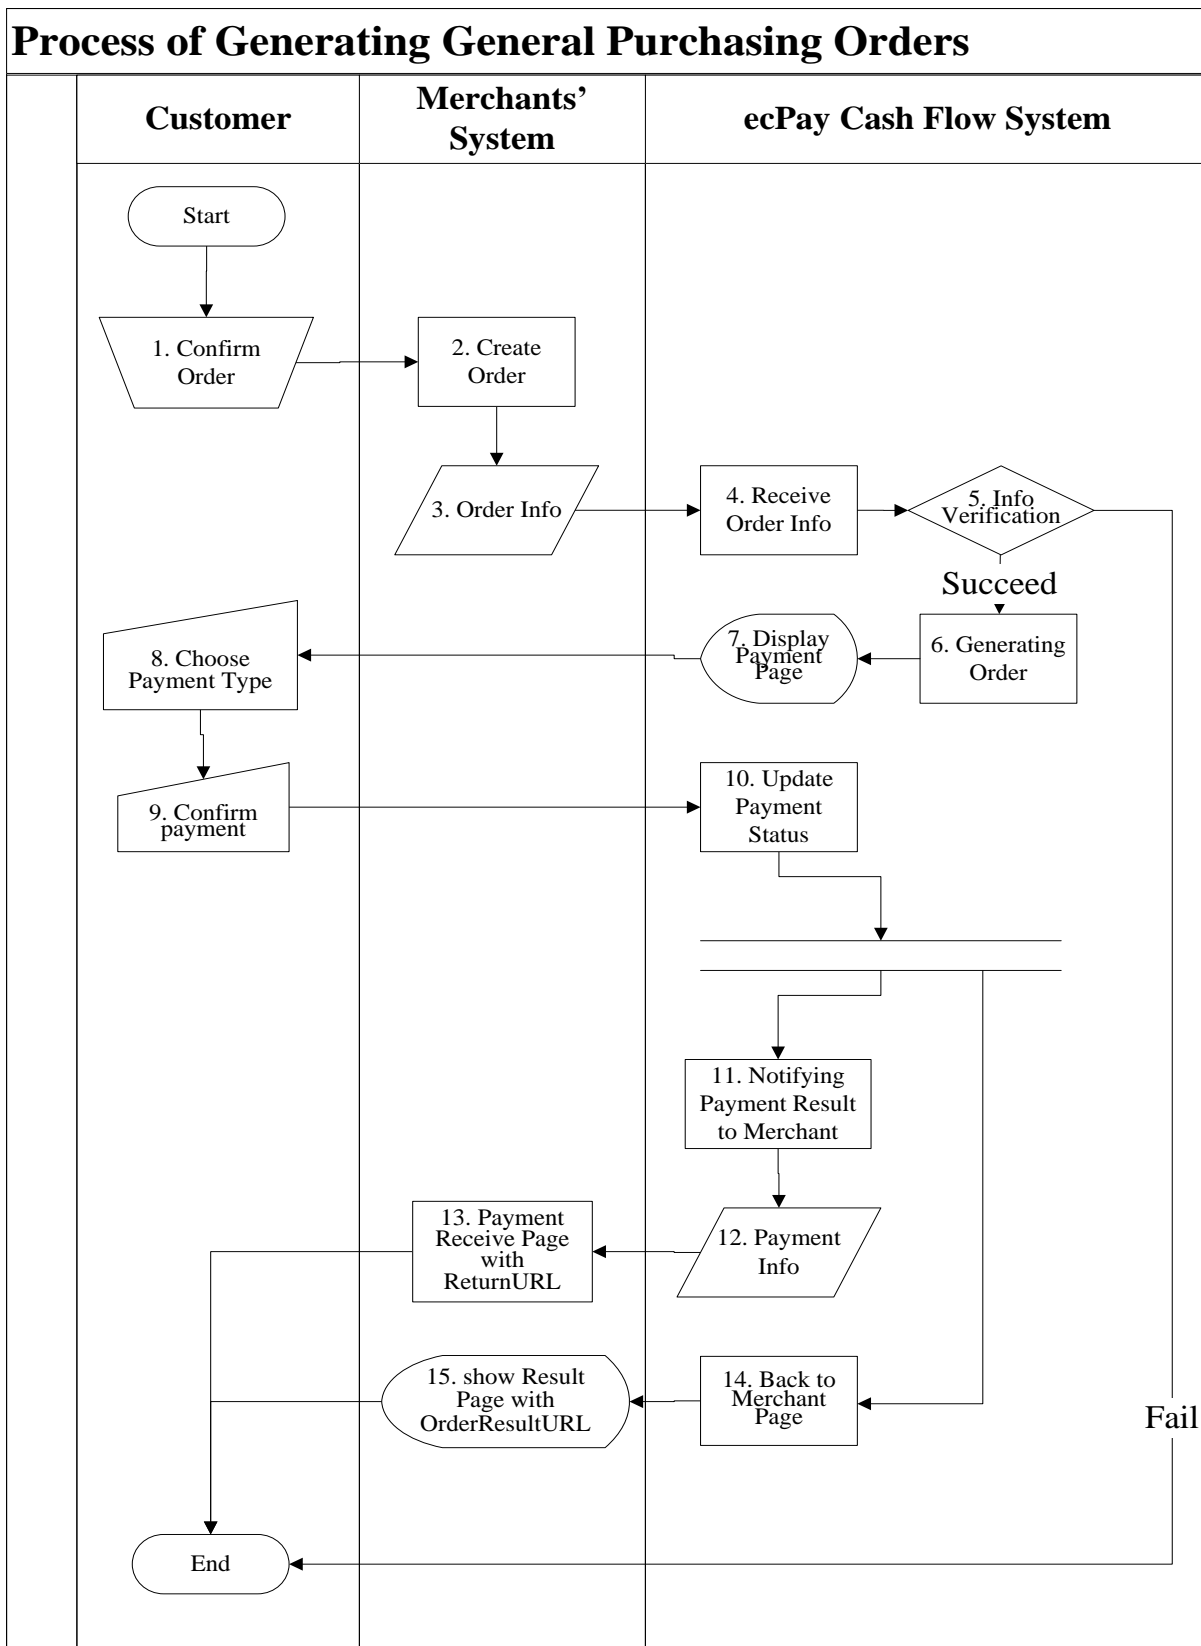 Process of Generating General Purchasing Orders
Customer
Merchants’
System
ecPay Cash Flow System
Start
1. Confirm
Order
2. Create
Order
3. Order Info
4. Receive
Order Info
5. Info
Verification
Succeed
6. Generating
Order
7. Display
Payment
Page
8. Choose
Payment Type
9. Confirm
payment
10. Update
Payment
Status
11. Notifying
Payment Result
to Merchant
12. Payment
Info
13. Payment
Receive Page
with
ReturnURL
14. Back to
Merchant
Page
15. show Result
Page with
OrderResultURL
Fail
End